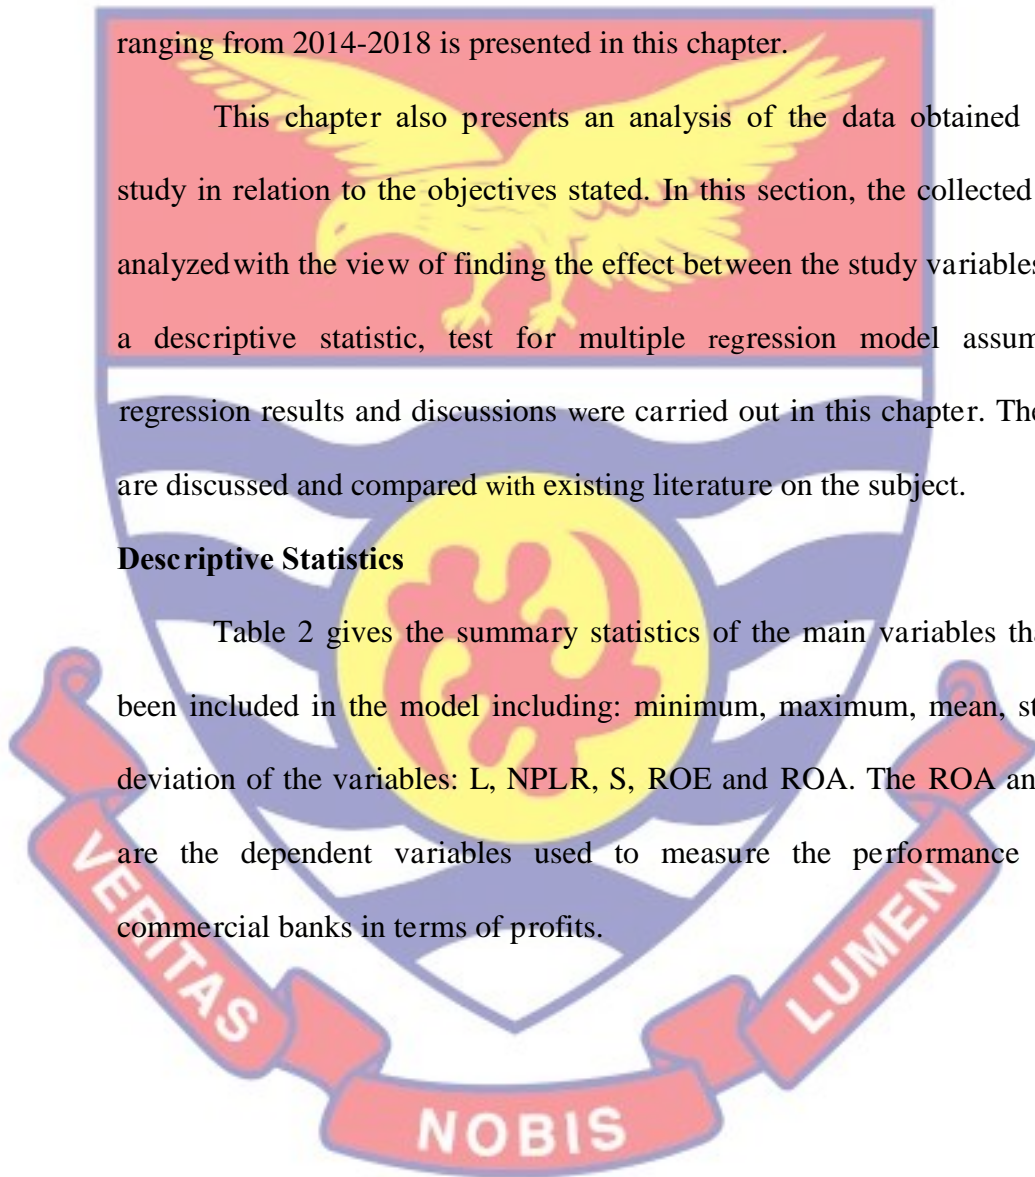 ranging from 2014-2018 is presented in this chapter.
This chapter also presents an analysis of the data obtained
study in relation to the objectives stated. In this section, the collected
analyzed with the view of finding the effect between the study variables
a descriptive statistic, test for multiple regression model assum
regression results and discussions were carried out in this chapter. The
are discussed and compared with existing literature on the subject.
Descriptive Statistics
Table 2 gives the summary statistics of the main variables tha
been included in the model including: minimum, maximum, mean, st
deviation of the variables: L, NPLR, S, ROE and ROA. The ROA an
are the dependent variables used to measure the performance
commercial banks in terms of profits.
VERITAS
NOBIS
LUMEN